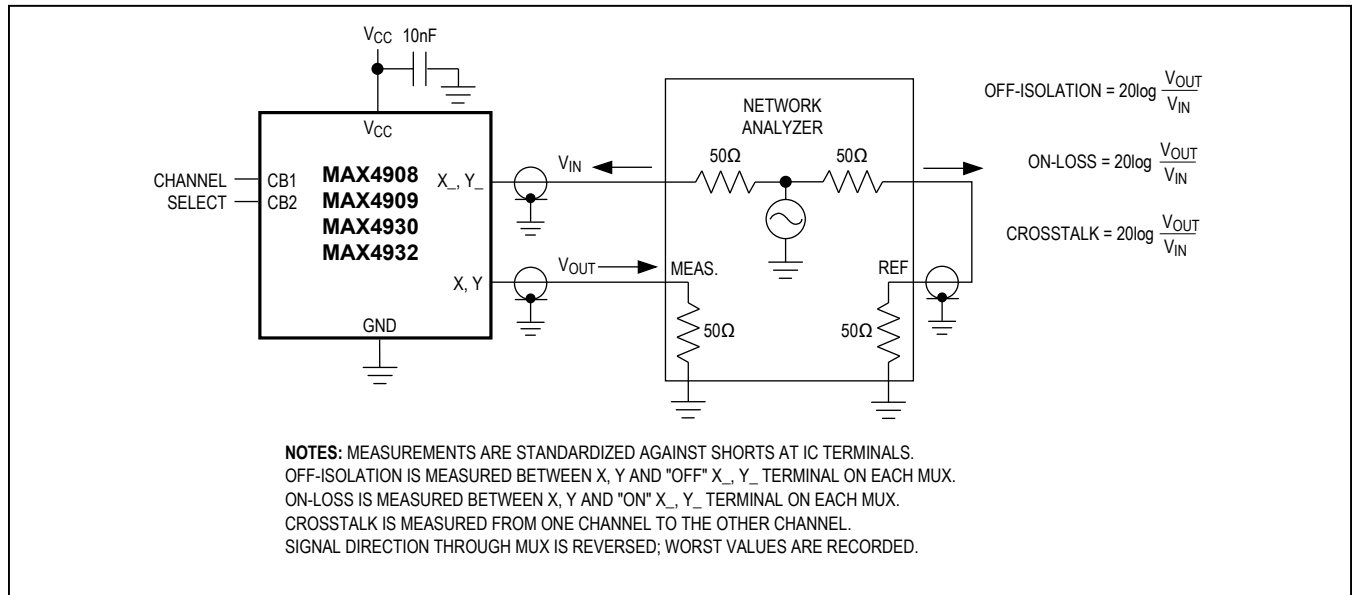 VCC 10nF
VCC
CHANNEL
SELECT
CB1
CB2
MAX4908
MAX4909
MAX4930
MAX4932
X_, Y_
X, Y
GND
VIN
VOUT
NETWORK
ANALYZER
50Ω
50Ω
MEAS.
REF
50Ω
50Ω
OFF-ISOLATION = 20log VOUT
VIN
ON-LOSS = 20log VOUT
VIN
CROSSTALK = 20log VOUT
VIN
NOTES: MEASUREMENTS ARE STANDARDIZED AGAINST SHORTS AT IC TERMINALS.
OFF-ISOLATION IS MEASURED BETWEEN X, Y AND "OFF" X_, Y_ TERMINAL ON EACH MUX.
ON-LOSS IS MEASURED BETWEEN X, Y AND "ON" X_, Y_ TERMINAL ON EACH MUX.
CROSSTALK IS MEASURED FROM ONE CHANNEL TO THE OTHER CHANNEL.
SIGNAL DIRECTION THROUGH MUX IS REVERSED; WORST VALUES ARE RECORDED.